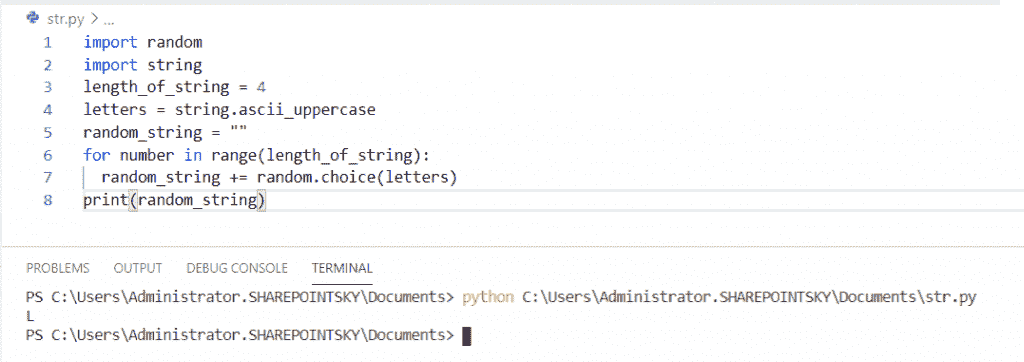 str.py > ...
1 import random
2 import string
3 length_of_string = 4
4 letters = string.ascii_uppercase
5 random_string = ""
6 for number in range(length_of_string):
7 random_string += random.choice(letters)
8 print(random_string)
PROBLEMS OUTPUT DEBUG CONSOLE TERMINAL
PS C:\Users\Administrator.SHAREPOINTSKY\Documents> python C:\Users\Administrator.SHAREPOINTSKY\Documents\str.py
L
PS C:\Users\Administrator.SHAREPOINTSKY\Documents>